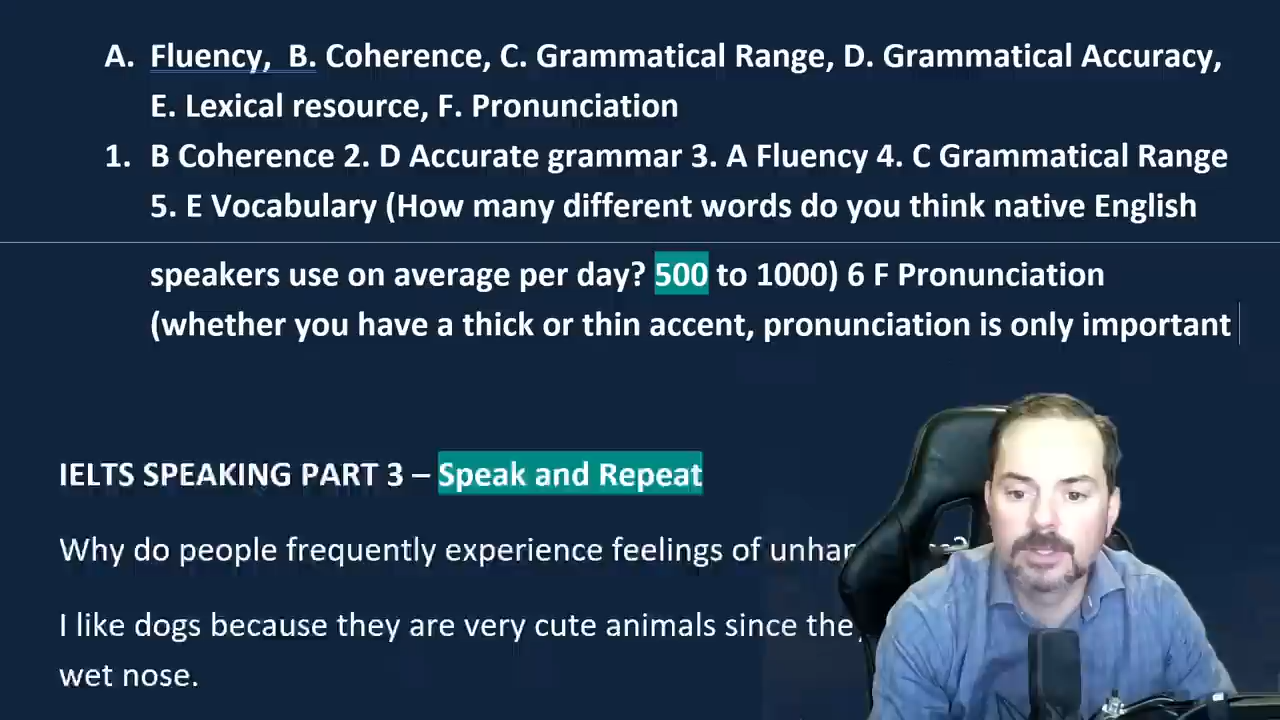 A. Fluency, B. Coherence, C. Grammatical Range, D. Grammatical Accuracy,
E. Lexical resource, F. Pronunciation
1. B Coherence 2. D Accurate grammar 3. A Fluency 4. C Grammatical Range
5. E Vocabulary (How many different words do you think native English
speakers use on average per day? 500 to 1000) 6 F Pronunciation
(whether you have a thick or thin accent, pronunciation is only important
IELTS SPEAKING PART 3 – Speak and Repeat
Why do people frequently experience feelings of
I like dogs because they are very cute animals since
wet nose.